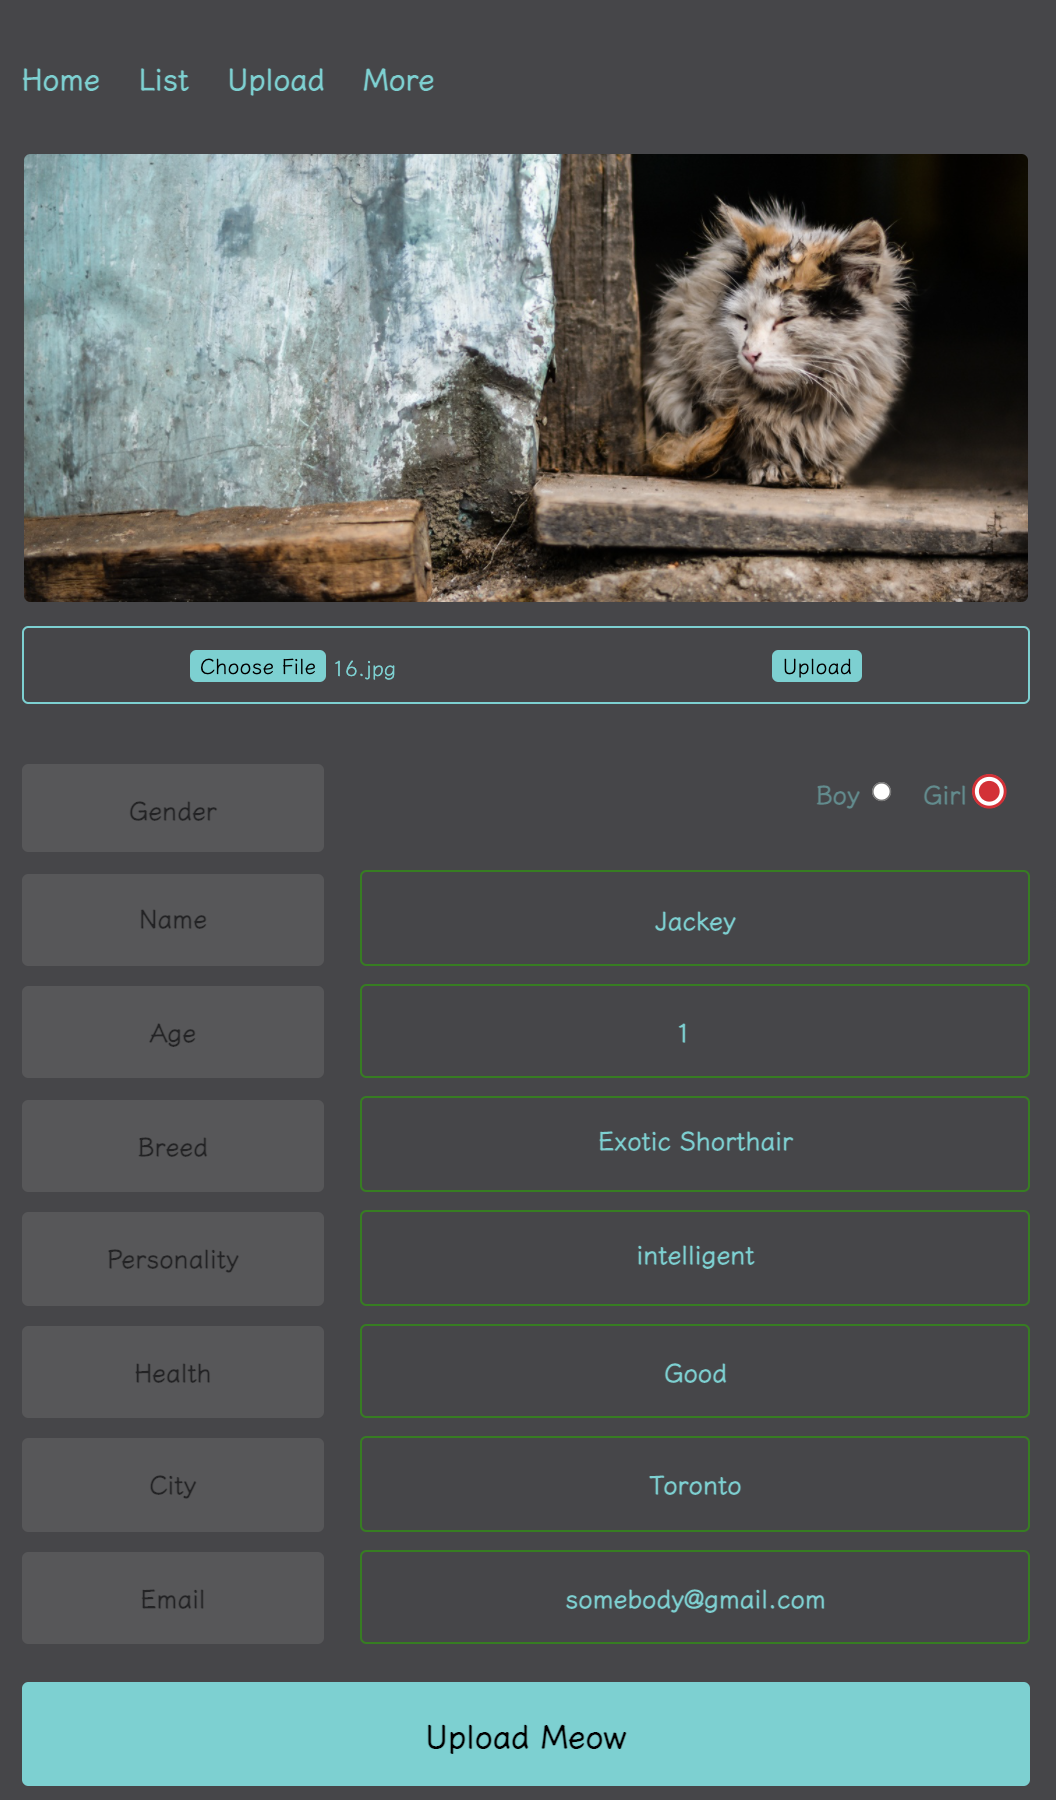 Home List Upload More
Choose File 16.jpg Upload
Gender Boy Girl
Name Jackey
Age 1
Breed Exotic Shorthair
Personality intelligent
Health Good
City Toronto
Email somebody@gmail.com
Upload Meow